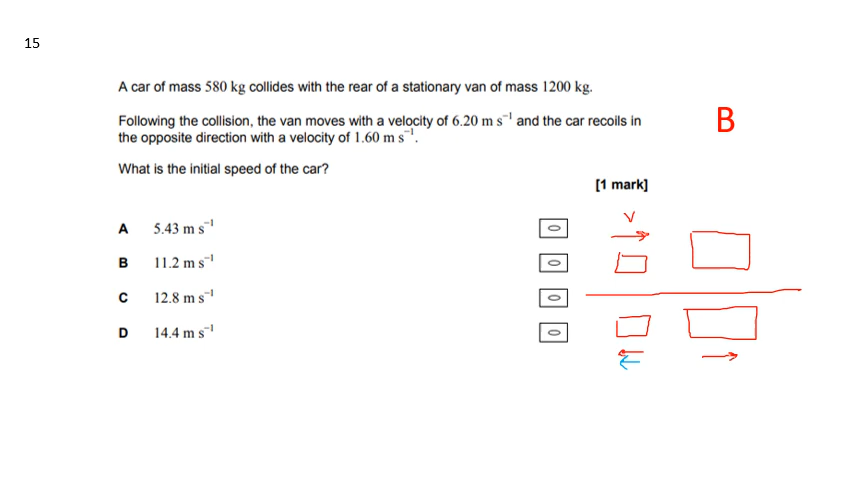 15
A car of mass 580 kg collides with the rear of a stationary van of mass 1200 kg.
Following the collision, the van moves with a velocity of 6.20 m s⁻¹ and the car recoils in
the opposite direction with a velocity of 1.60 m s⁻¹.
B
What is the initial speed of the car?
[1 mark]
A 5.43 m s⁻¹
V
B 11.2 m s⁻¹
C 12.8 m s⁻¹
D 14.4 m s⁻¹